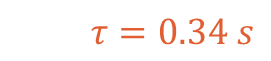 τ = 0.34 s